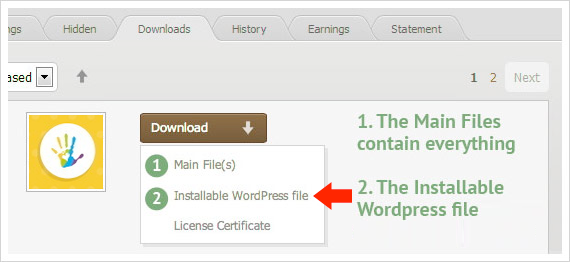 ngs Hidden Downloads History Earnings Statement
ased 1 2 Next
Download
1 Main File(s)
2 Installable WordPress file
License Certificate
1. The Main Files
contain everything
2. The Installable
Wordpress file